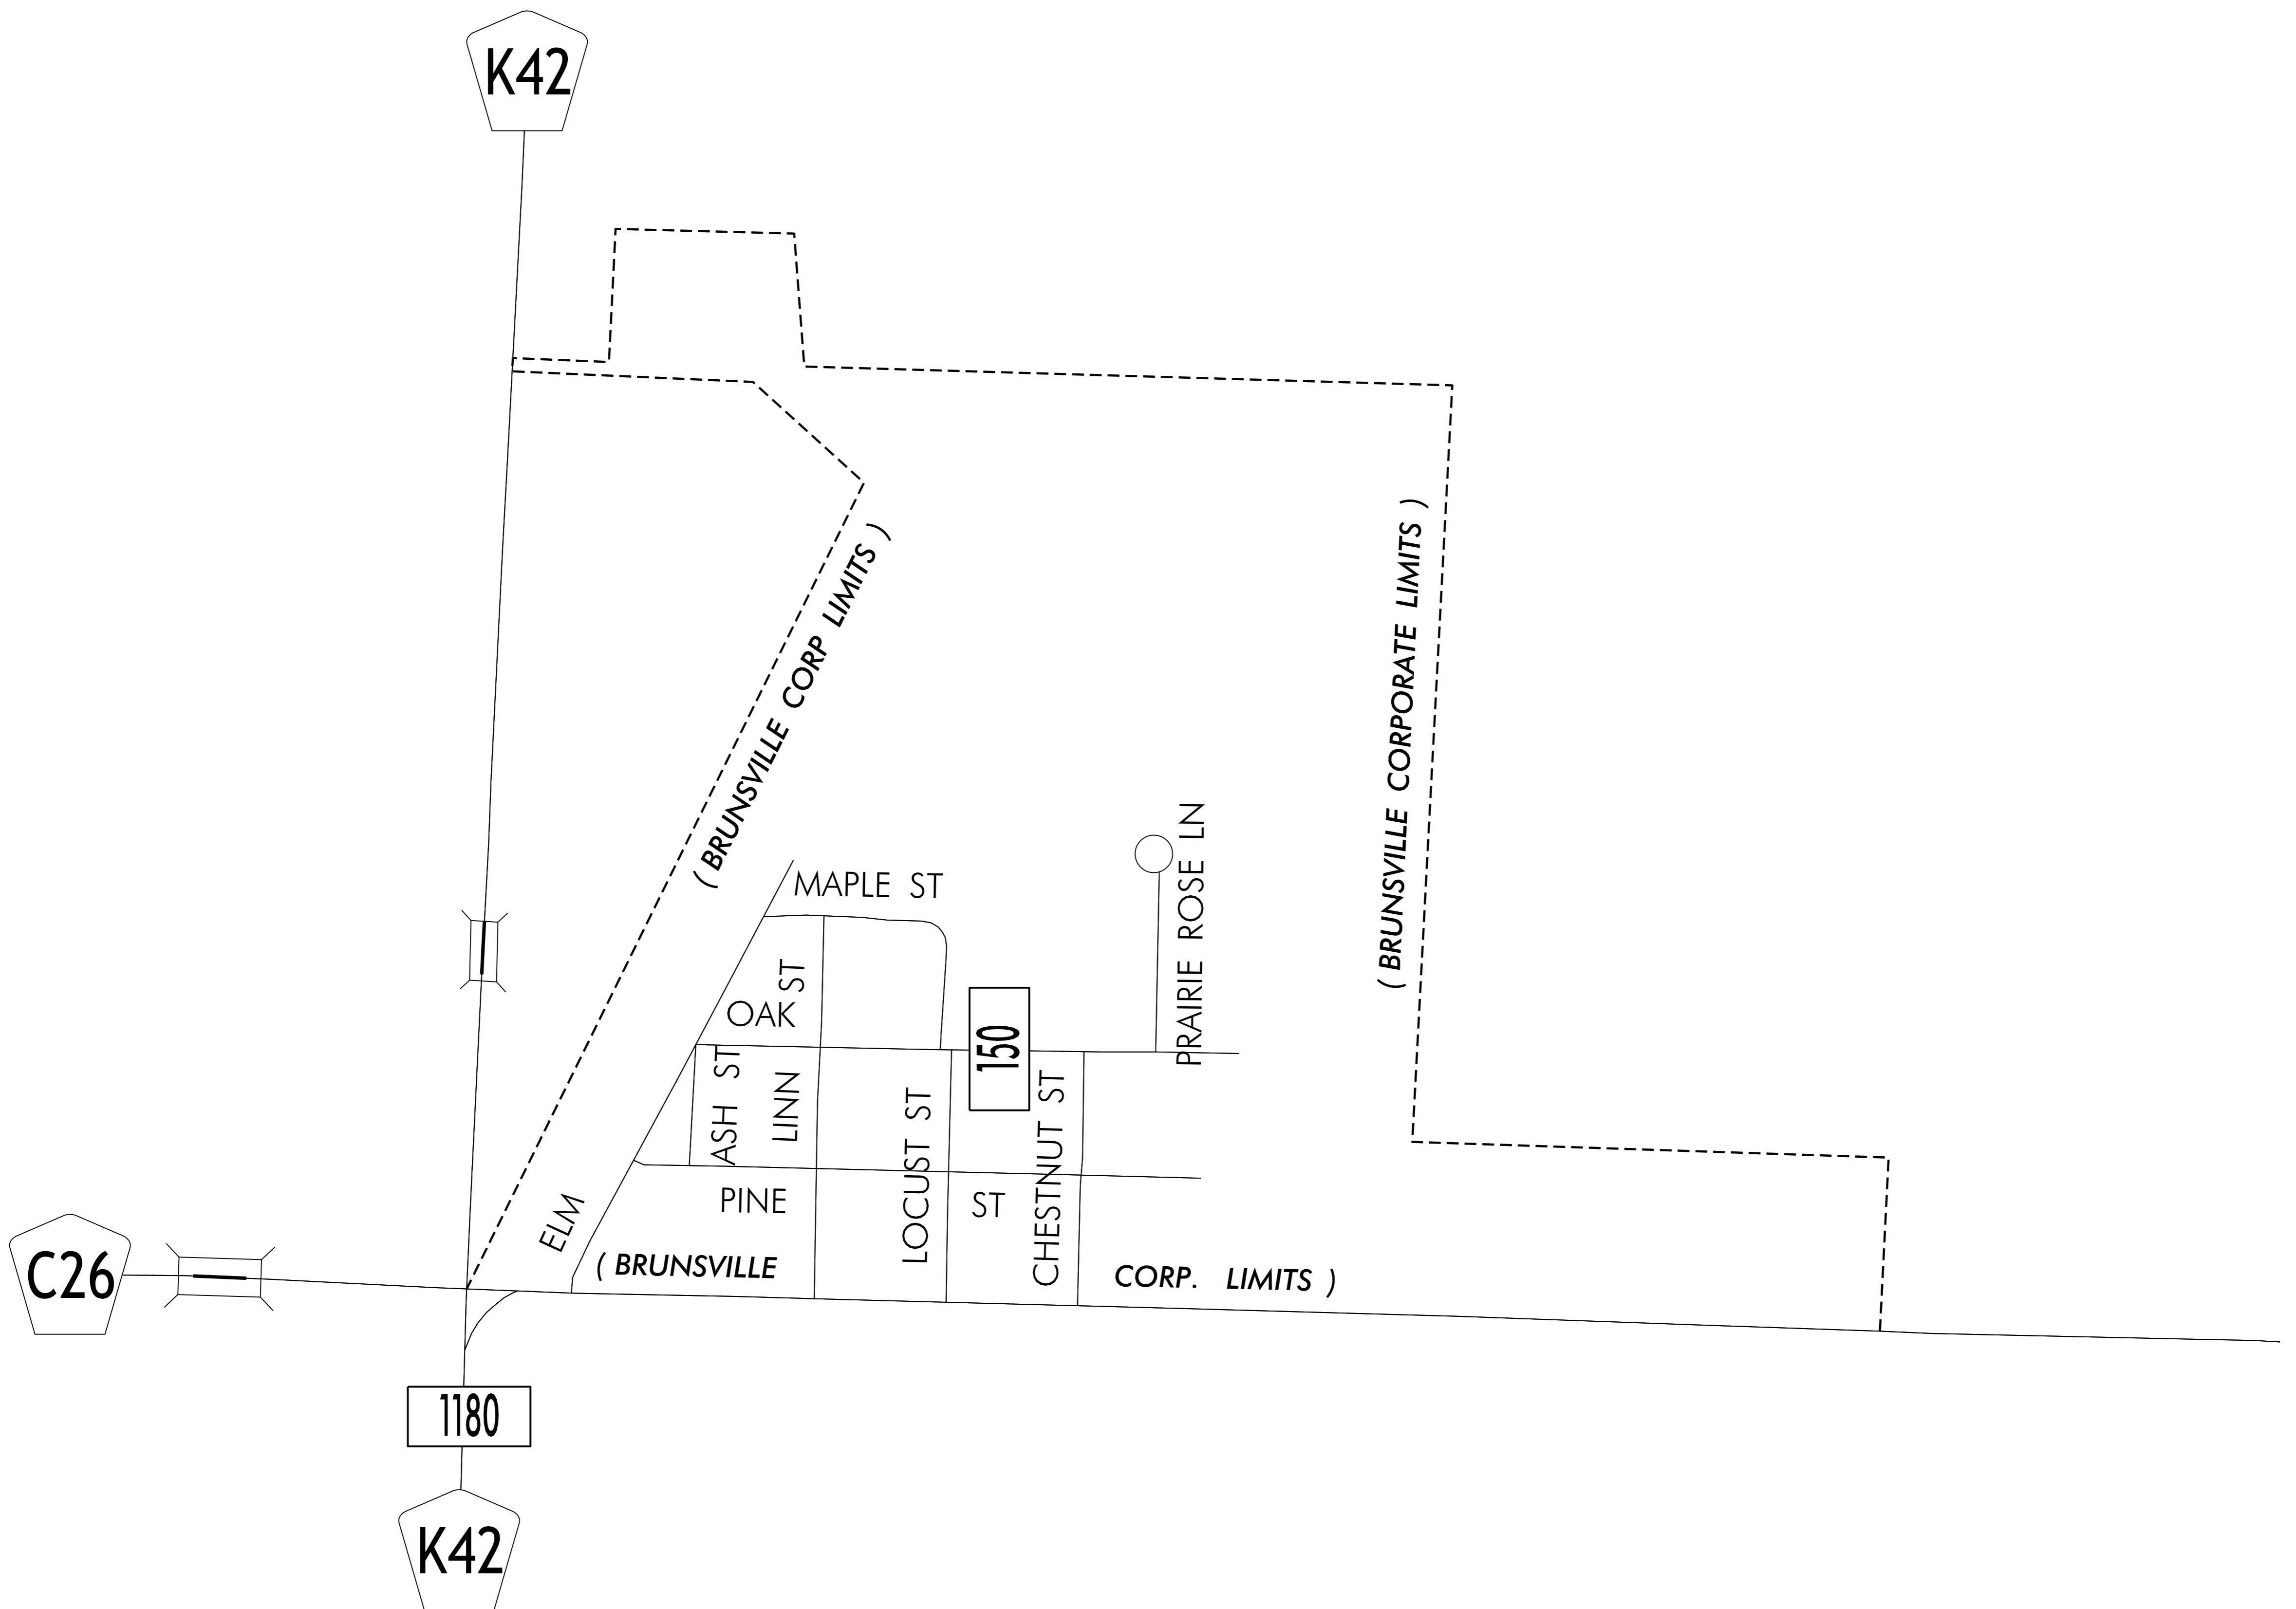 K42
( BRUNSVILLE CORP LIMITS )
( BRUNSVILLE CORPORATE LIMITS )
MAPLE ST
PRAIRIE ROSE LN
OAK ST
150
ASH ST
LINN
LOCUST ST
CHESTNUT ST
PINE ST
ELM
( BRUNSVILLE CORP. LIMITS )
C26
1180
K42